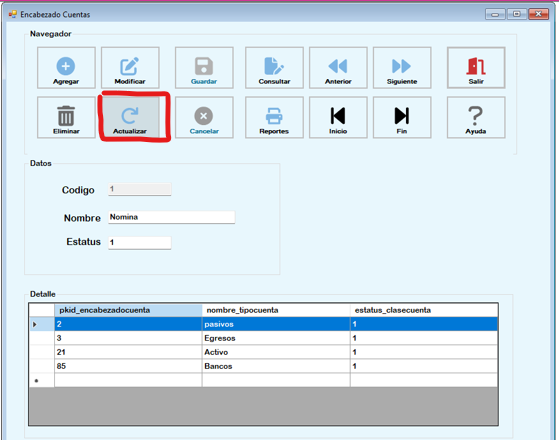 Encabezado Cuentas
Navegador
Agregar Modificar Guardar Consultar Anterior Siguiente Salir
Eliminar Actualizar Cancelar Reportes Inicio Fin Ayuda
Datos
Codigo 1
Nombre Nomina
Estatus 1
Detalle
pkid_encabezadocuenta nombre_tipocuenta estatus_clasecuenta
2 pasivos 1
3 Egresos 1
21 Activo 1
85 Bancos 1